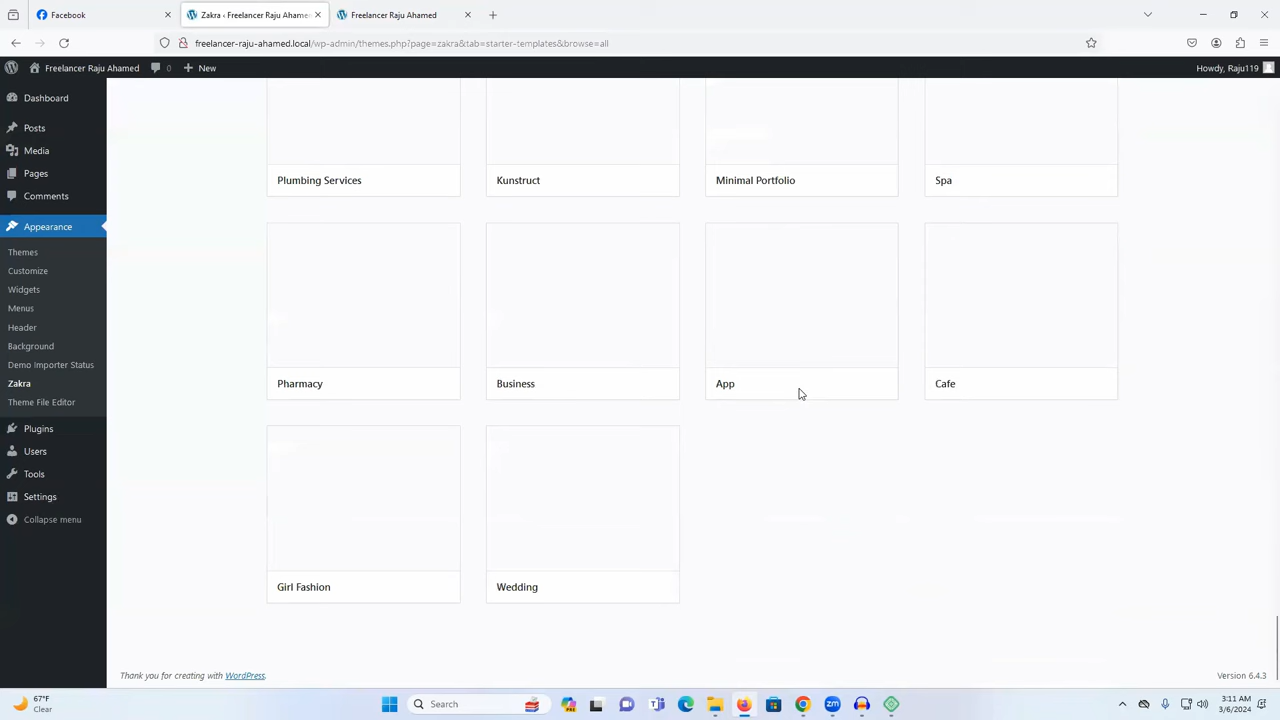 Facebook
Zakra ‹ Freelancer Raju Ahame
Freelancer Raju Ahamed
freelancer-raju-ahamed.local/wp-admin/themes.php?page=zakra&tab=starter-templates&browse=all
Freelancer Raju Ahamed
0
New
Howdy, Raju119
Dashboard
Posts
Media
Pages
Comments
Appearance
Themes
Customize
Widgets
Menus
Header
Background
Demo Importer Status
Zakra
Theme File Editor
Plugins
Users
Tools
Settings
Collapse menu
Plumbing Services
Kunstruct
Minimal Portfolio
Spa
Pharmacy
Business
App
Cafe
Girl Fashion
Wedding
Thank you for creating with WordPress.
Version 6.4.3
67°F
Clear
Search
3:11 AM
3/6/2024